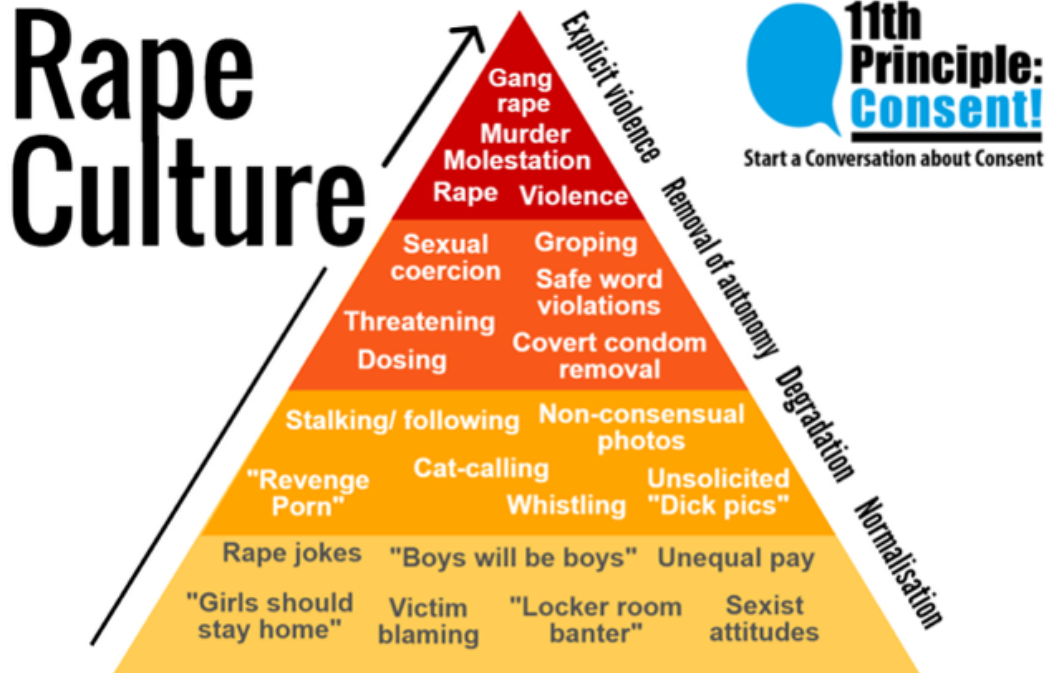 Rape
Culture
11th
Principle:
Consent!
Start a Conversation about Consent
Explicit violence
Gang
rape
Murder
Molestation
Rape Violence
Removal of autonomy
Sexual
coercion
Groping
Safe word
violations
Threatening
Dosing
Covert condom
removal
Degradation
Stalking/ following
Non-consensual
photos
Cat-calling
"Revenge
Porn"
Whistling
Unsolicited
"Dick pics"
Normalisation
Rape jokes
"Boys will be boys"
Unequal pay
"Girls should
stay home"
Victim
blaming
"Locker room
banter"
Sexist
attitudes